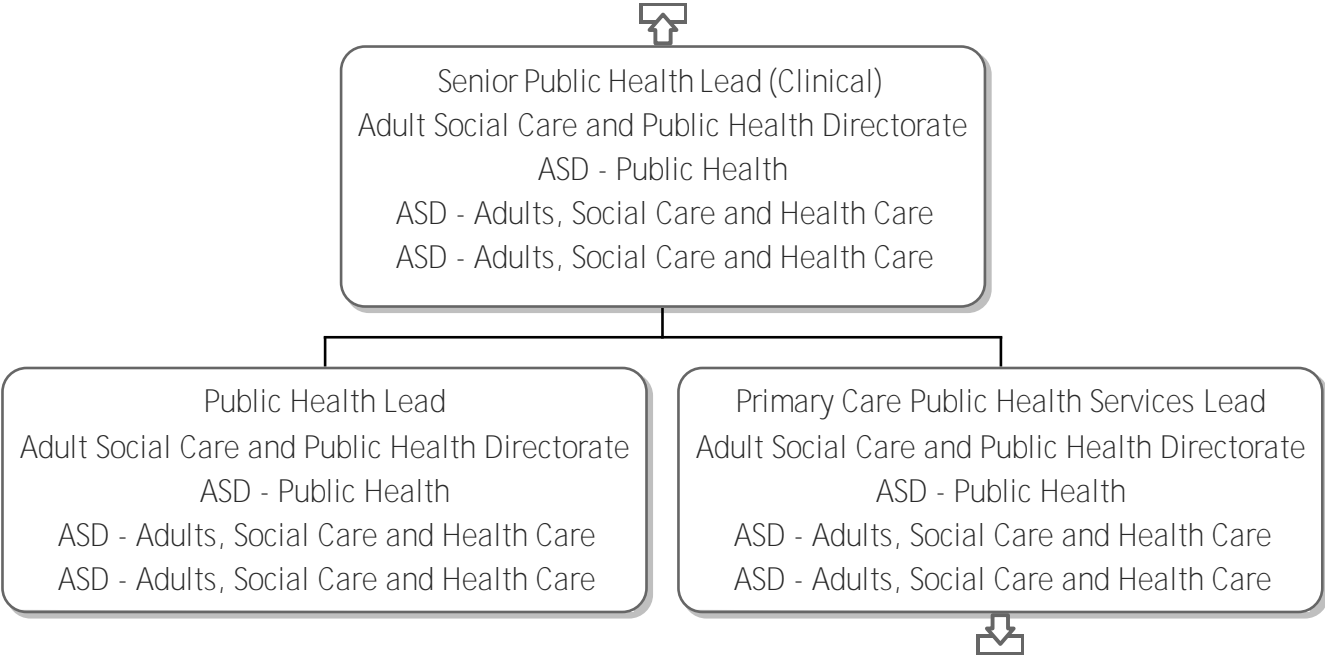 Senior Public Health Lead (Clinical)
Adult Social Care and Public Health Directorate
ASD - Public Health
ASD - Adults, Social Care and Health Care
ASD - Adults, Social Care and Health Care
Public Health Lead
Adult Social Care and Public Health Directorate
ASD - Public Health
ASD - Adults, Social Care and Health Care
ASD - Adults, Social Care and Health Care
Primary Care Public Health Services Lead
Adult Social Care and Public Health Directorate
ASD - Public Health
ASD - Adults, Social Care and Health Care
ASD - Adults, Social Care and Health Care